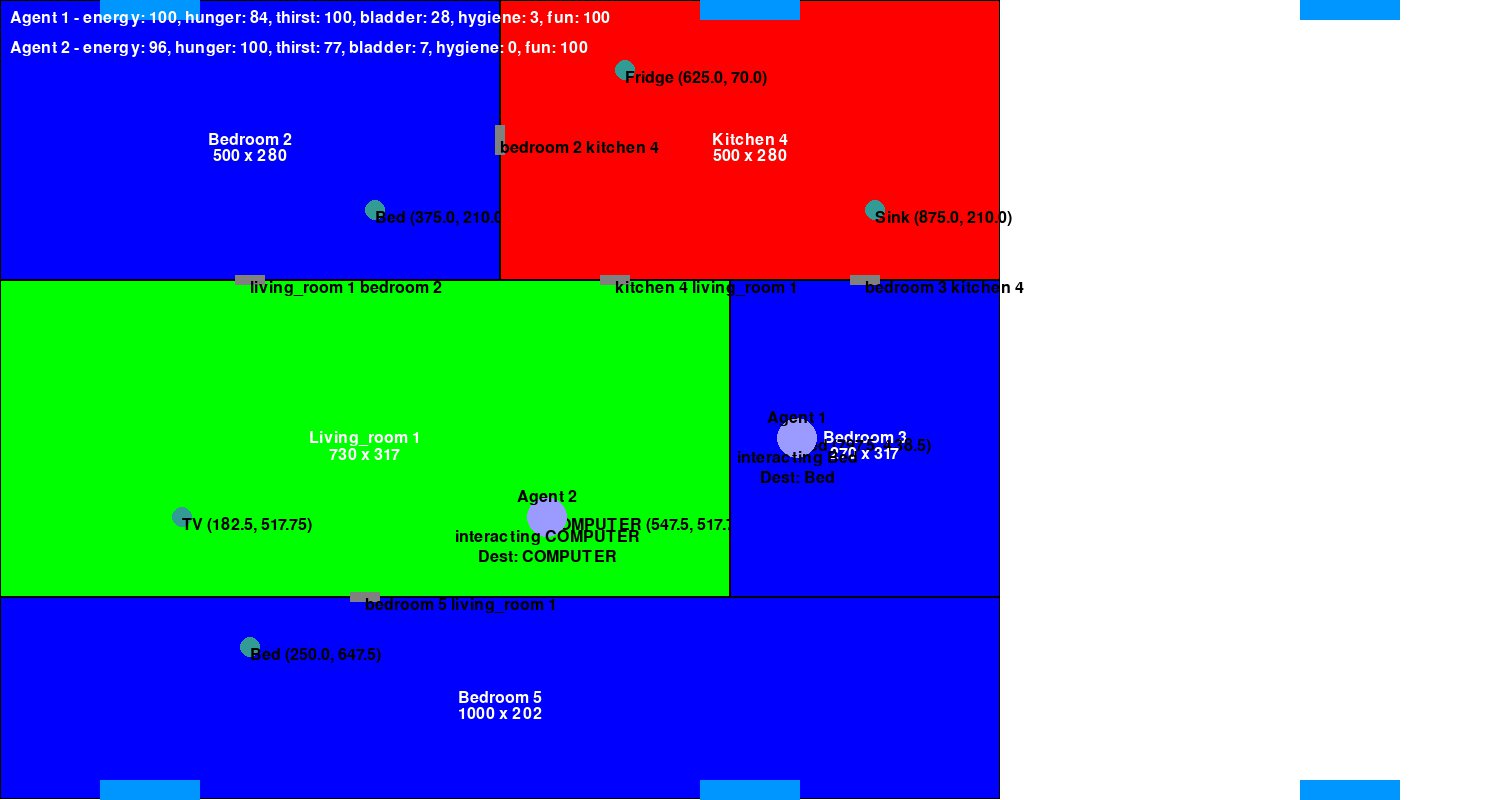 Agent 1 - energy: 100, hunger: 84, thirst: 100, bladder: 28, hygiene: 3, fun: 100
Agent 2 - energy: 96, hunger: 100, thirst: 77, bladder: 7, hygiene: 0, fun: 100
Fridge (625.0, 70.0)
Bedroom 2
500 x 280
bedroom 2 kitchen 4
Kitchen 4
500 x 280
Bed (375.0, 210.0
Sink (875.0, 210.0)
living_room 1 bedroom 2
kitchen 4 living_room 1
bedroom 3 kitchen 4
Agent 1
Living_room 1
730 x 317
Bedroom 3
270 x 317
interacting Bed
Dest: Bed
Agent 2
TV (182.5, 517.75)
COMPUTER (547.5, 517.7
interacting COMPUTER
Dest: COMPUTER
bedroom 5 living_room 1
Bed (250.0, 647.5)
Bedroom 5
1000 x 202